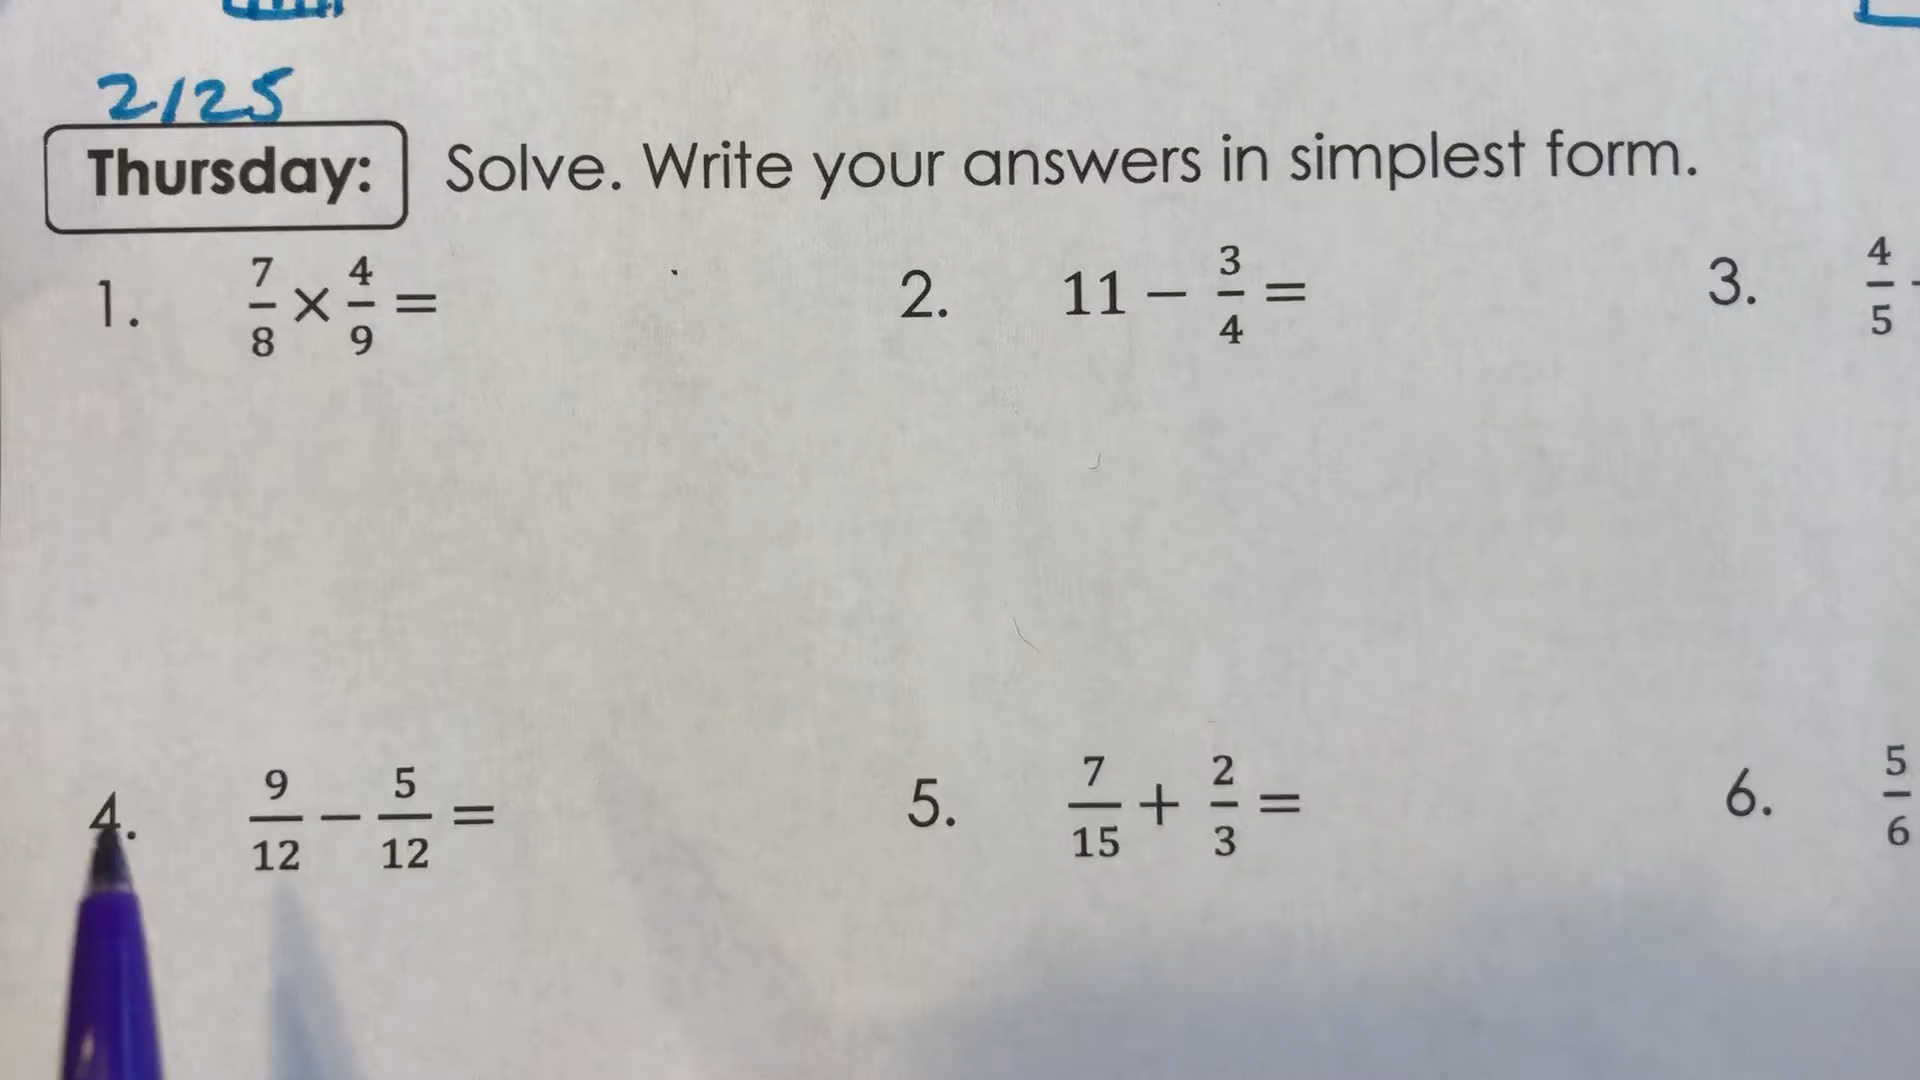 2/25
Thursday: Solve. Write your answers in simplest form.
1. 7/8 × 4/9 =
2. 11 − 3/4 =
3. 4/5
4. 9/12 − 5/12 =
5. 7/15 + 2/3 =
6. 5/6